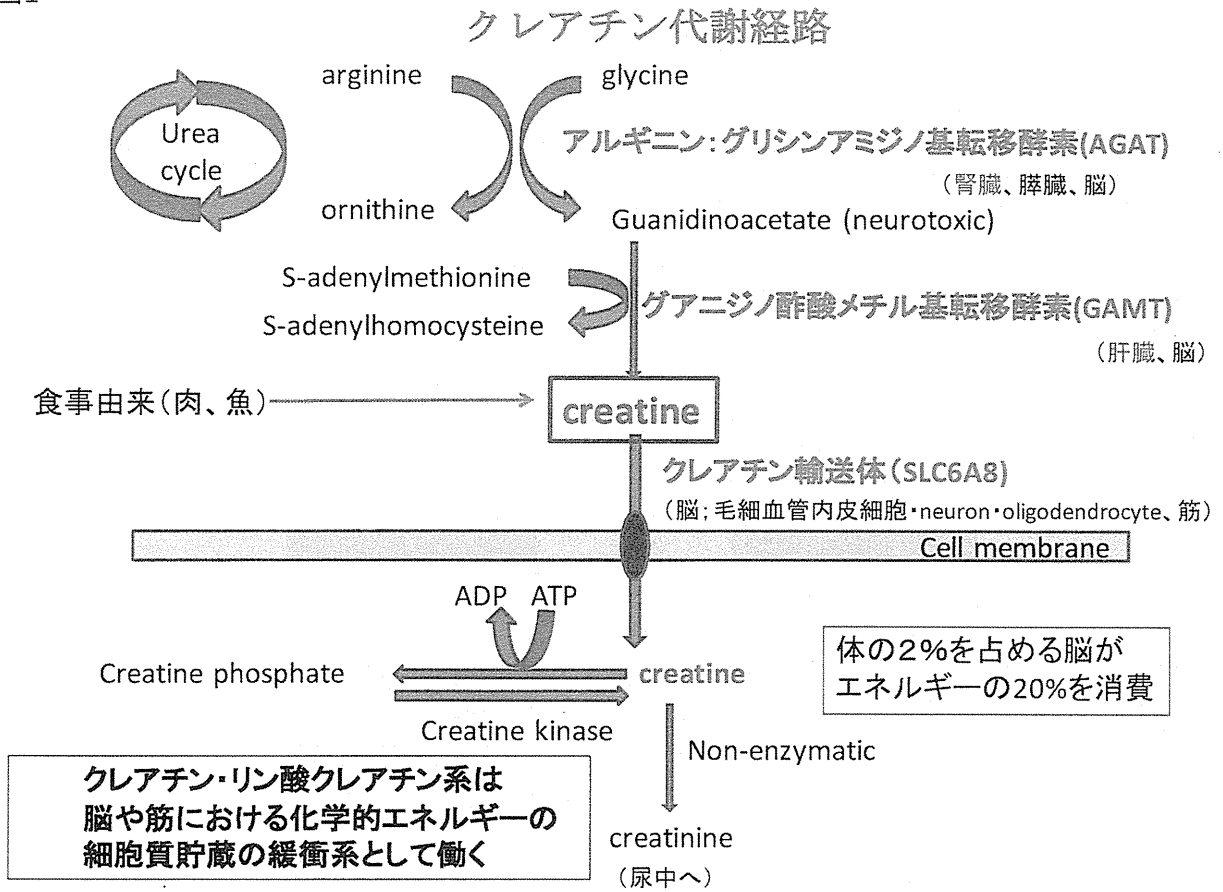 クレアチン代謝経路
arginine
glycine
Urea
cycle
アルギニン:グリシンアミジノ基転移酵素(AGAT)
(腎臓、膵臓、脳)
ornithine
Guanidinoacetate (neurotoxic)
S-adenylmethionine
グアニジノ酢酸メチル基転移酵素(GAMT)
S-adenylhomocysteine
(肝臓、脳)
食事由来(肉、魚)
creatine
クレアチン輸送体(SLC6A8)
(脳;毛細血管内皮細胞・neuron・oligodendrocyte、筋)
Cell membrane
ADP ATP
Creatine phosphate
creatine
体の2%を占める脳が
エネルギーの20%を消費
Creatine kinase
Non-enzymatic
クレアチン・リン酸クレアチン系は
脳や筋における化学的エネルギーの
細胞質貯蔵の緩衝系として働く
creatinine
(尿中へ)